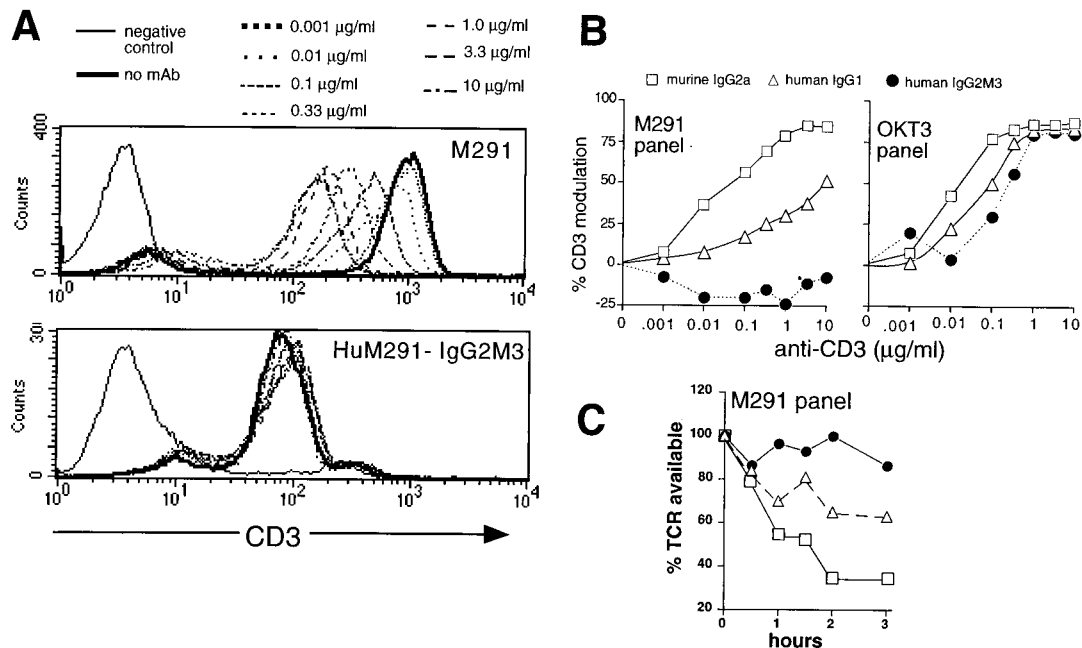 A
negative control
no mAb
0.001 µg/ml
0.01 µg/ml
0.1 µg/ml
0.33 µg/ml
1.0 µg/ml
3.3 µg/ml
10 µg/ml
400
Counts
0
M291
10^0 10^1 10^2 10^3 10^4
30
Counts
0
HuM291- IgG2M3
10^0 10^1 10^2 10^3 10^4
CD3
B
murine IgG2a human IgG1 human IgG2M3
% CD3 modulation
100
75
50
25
0
-25
M291 panel
0 .001 0.01 0.1 1 10
OKT3 panel
0 .001 0.01 0.1 1 10
anti-CD3 (µg/ml)
C
M291 panel
% TCR available
120
100
80
60
40
20
0 1 2 3
hours